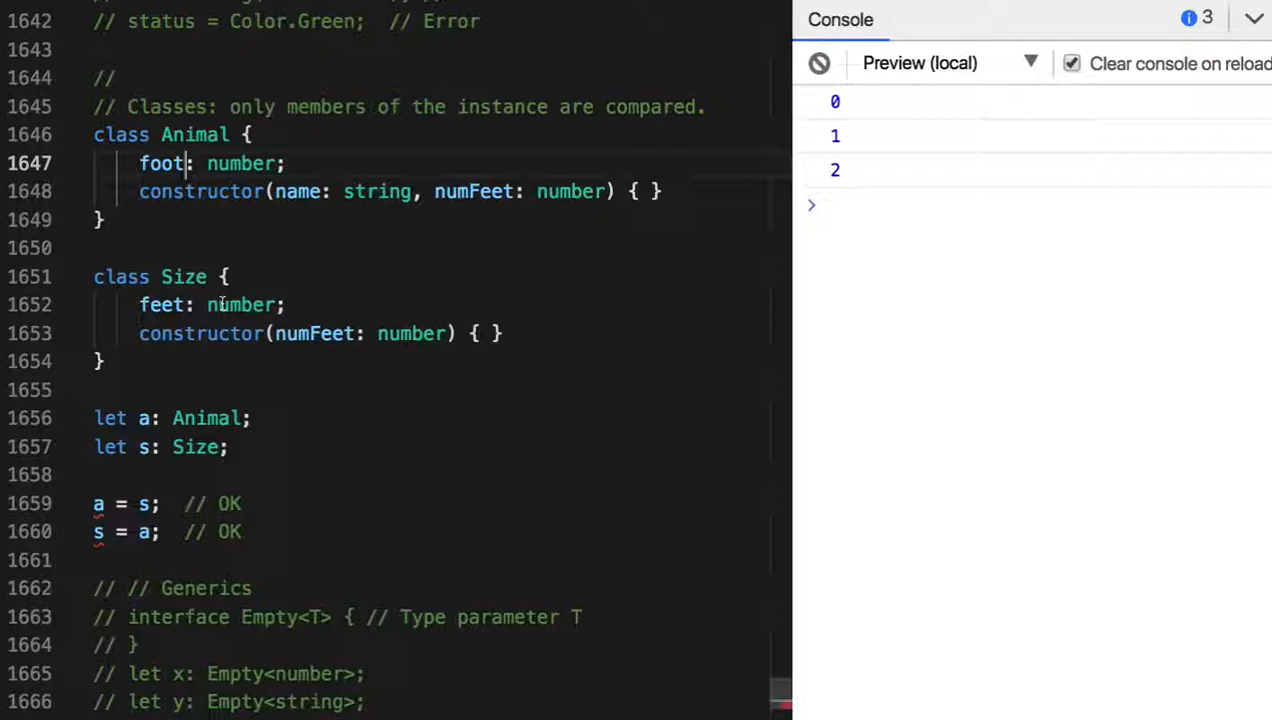 1642 // status = Color.Green;  // Error
1643
1644 //
1645 // Classes: only members of the instance are compared.
1646 class Animal {
1647     foot: number;
1648     constructor(name: string, numFeet: number) { }
1649 }
1650
1651 class Size {
1652     feet: number;
1653     constructor(numFeet: number) { }
1654 }
1655
1656 let a: Animal;
1657 let s: Size;
1658
1659 a = s;  // OK
1660 s = a;  // OK
1661
1662 // // Generics
1663 // interface Empty<T> { // Type parameter T
1664 // }
1665 // let x: Empty<number>;
1666 // let y: Empty<string>;
Console
3
Preview (local)
Clear console on reload
0
1
2
>